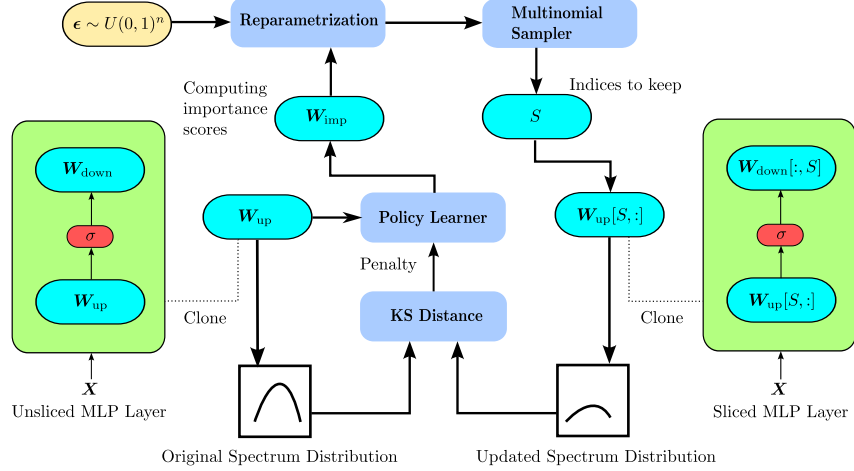 ϵ ∼ U(0, 1)ⁿ
Reparametrization
Multinomial
Sampler
Computing
importance
scores
Indices to keep
W_imp
S
W_down
σ
W_up
X
Unsliced MLP Layer
W_up
Clone
Policy Learner
Penalty
KS Distance
W_up[S, :]
Clone
W_down[:, S]
σ
W_up[S, :]
X
Sliced MLP Layer
Original Spectrum Distribution
Updated Spectrum Distribution